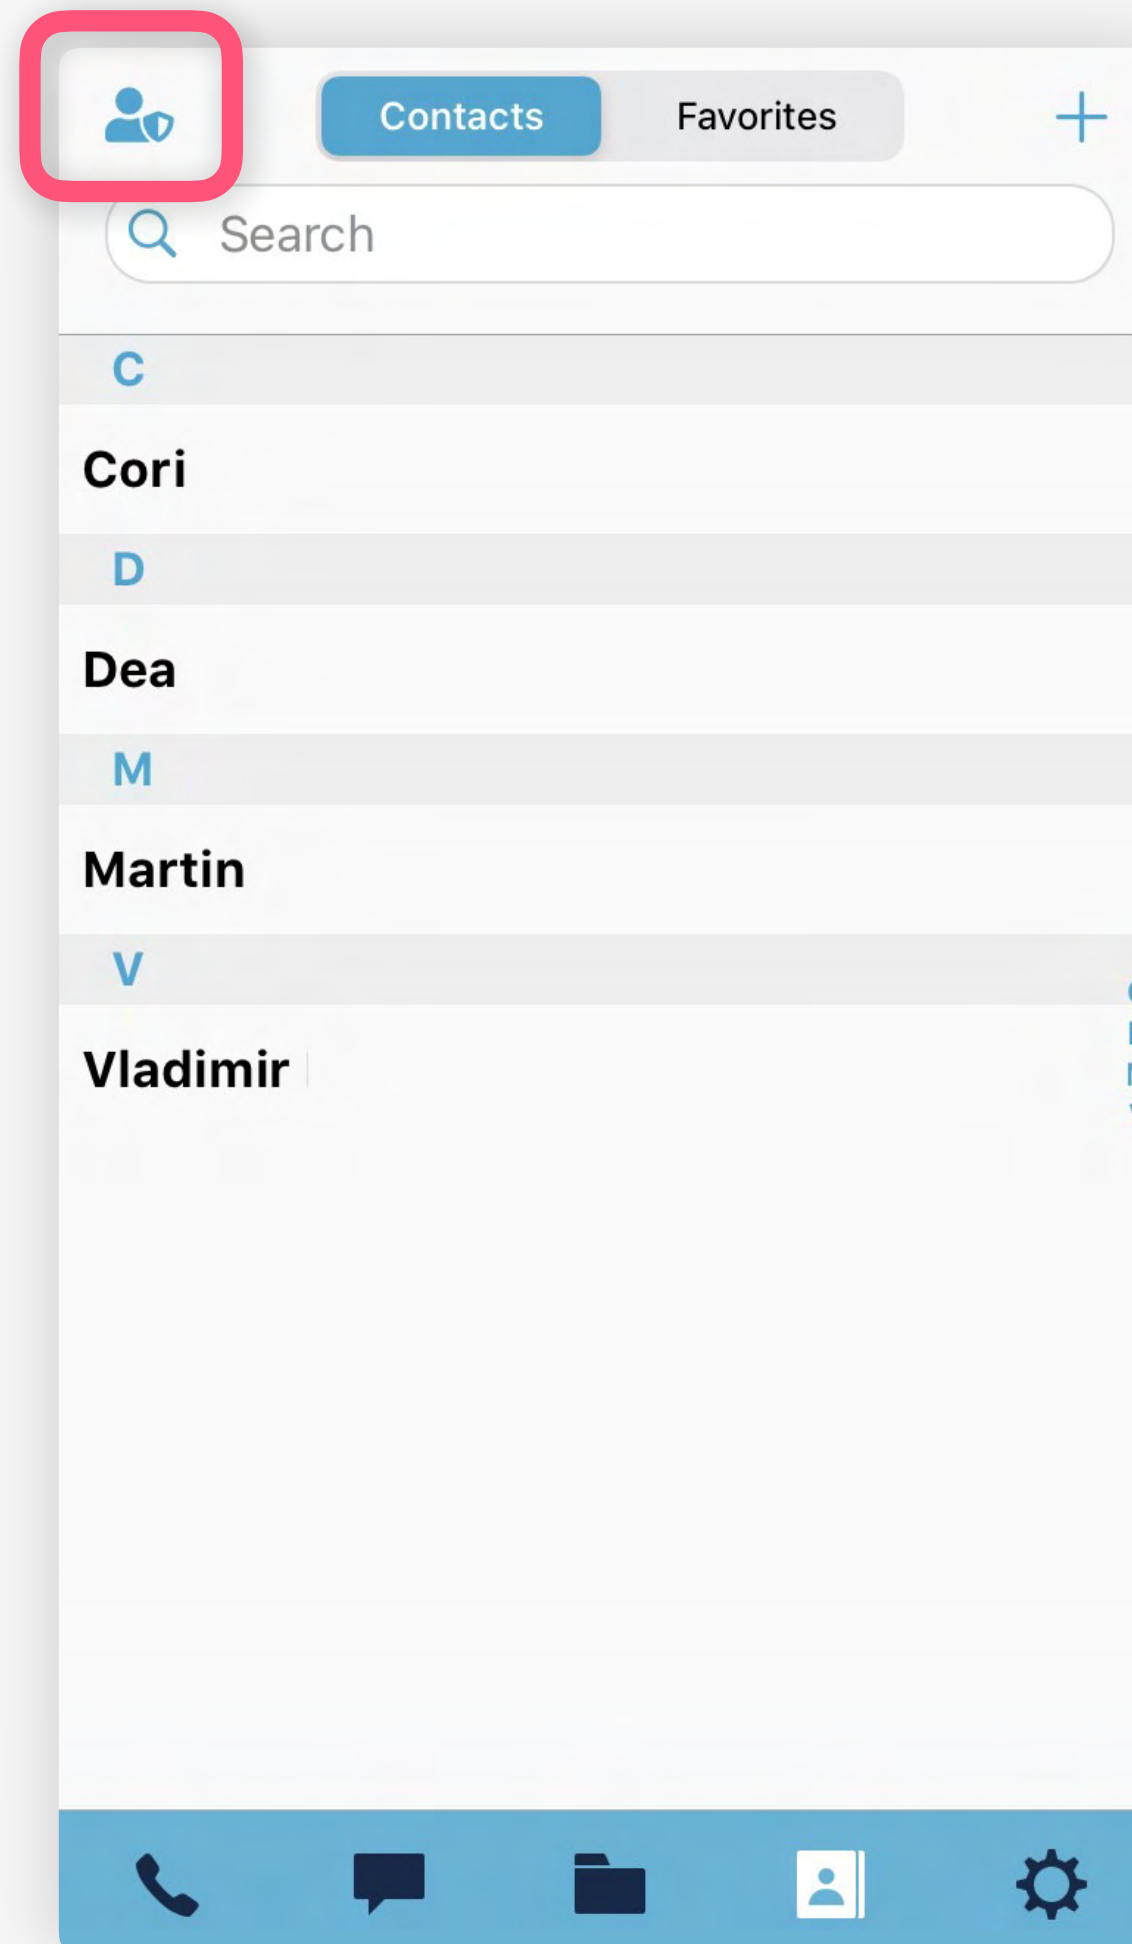 Contacts Favorites
Search
C
Cori
D
Dea
M
Martin
V
Vladimir